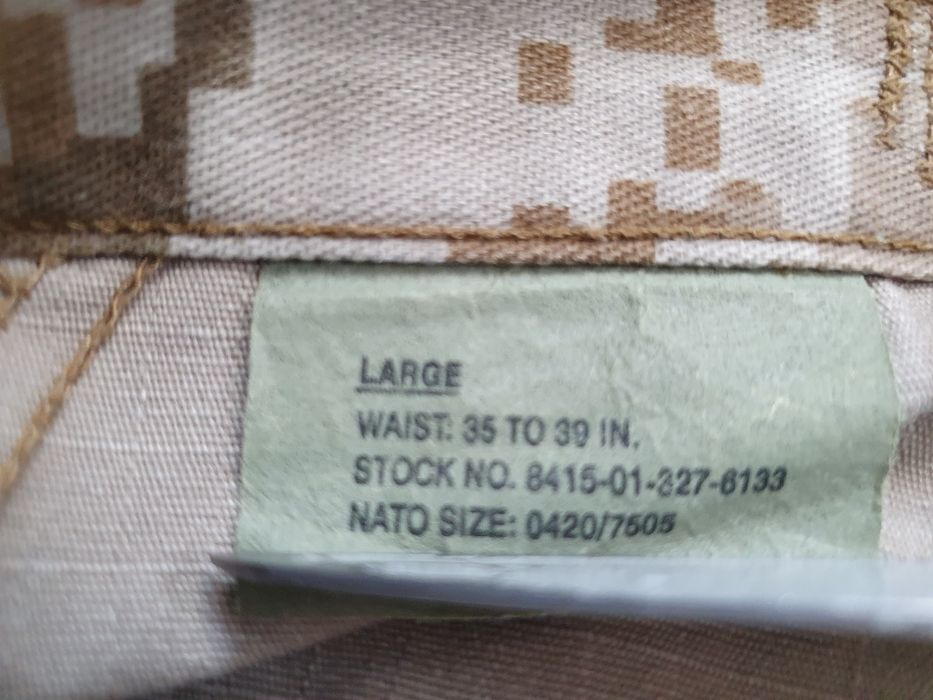 LARGE
WAIST: 35 TO 39 IN.
STOCK NO. 8415-01-327-6133
NATO SIZE: 0420/7505